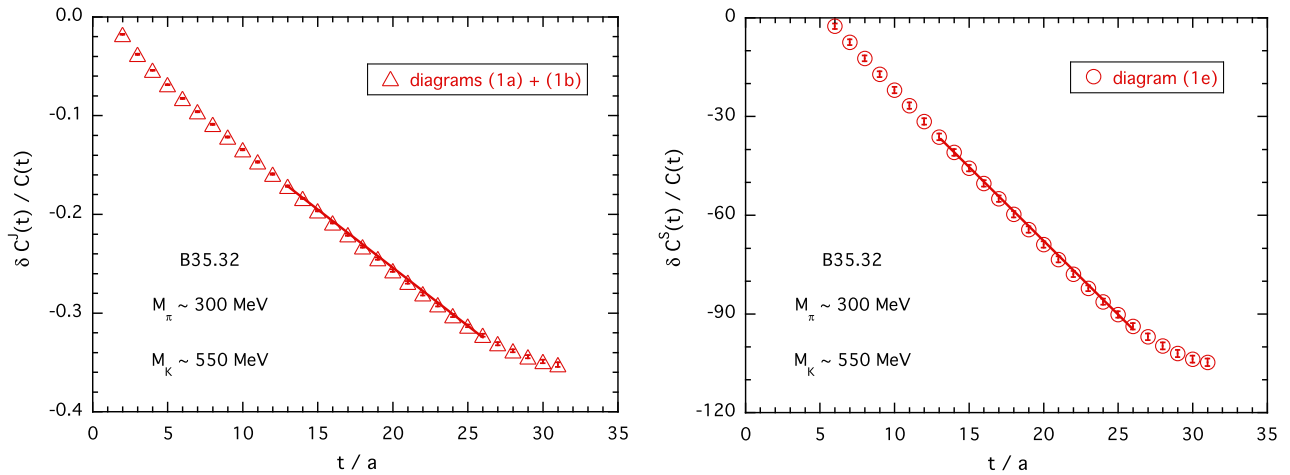 0.0
-0.1
-0.2
-0.3
-0.4
δ C^J(t) / C(t)
diagrams (1a) + (1b)
B35.32
M_π ~ 300 MeV
M_K ~ 550 MeV
0 5 10 15 20 25 30 35
t / a
0
-30
-60
-90
-120
δ C^S(t) / C(t)
diagram (1e)
B35.32
M_π ~ 300 MeV
M_K ~ 550 MeV
0 5 10 15 20 25 30 35
t / a